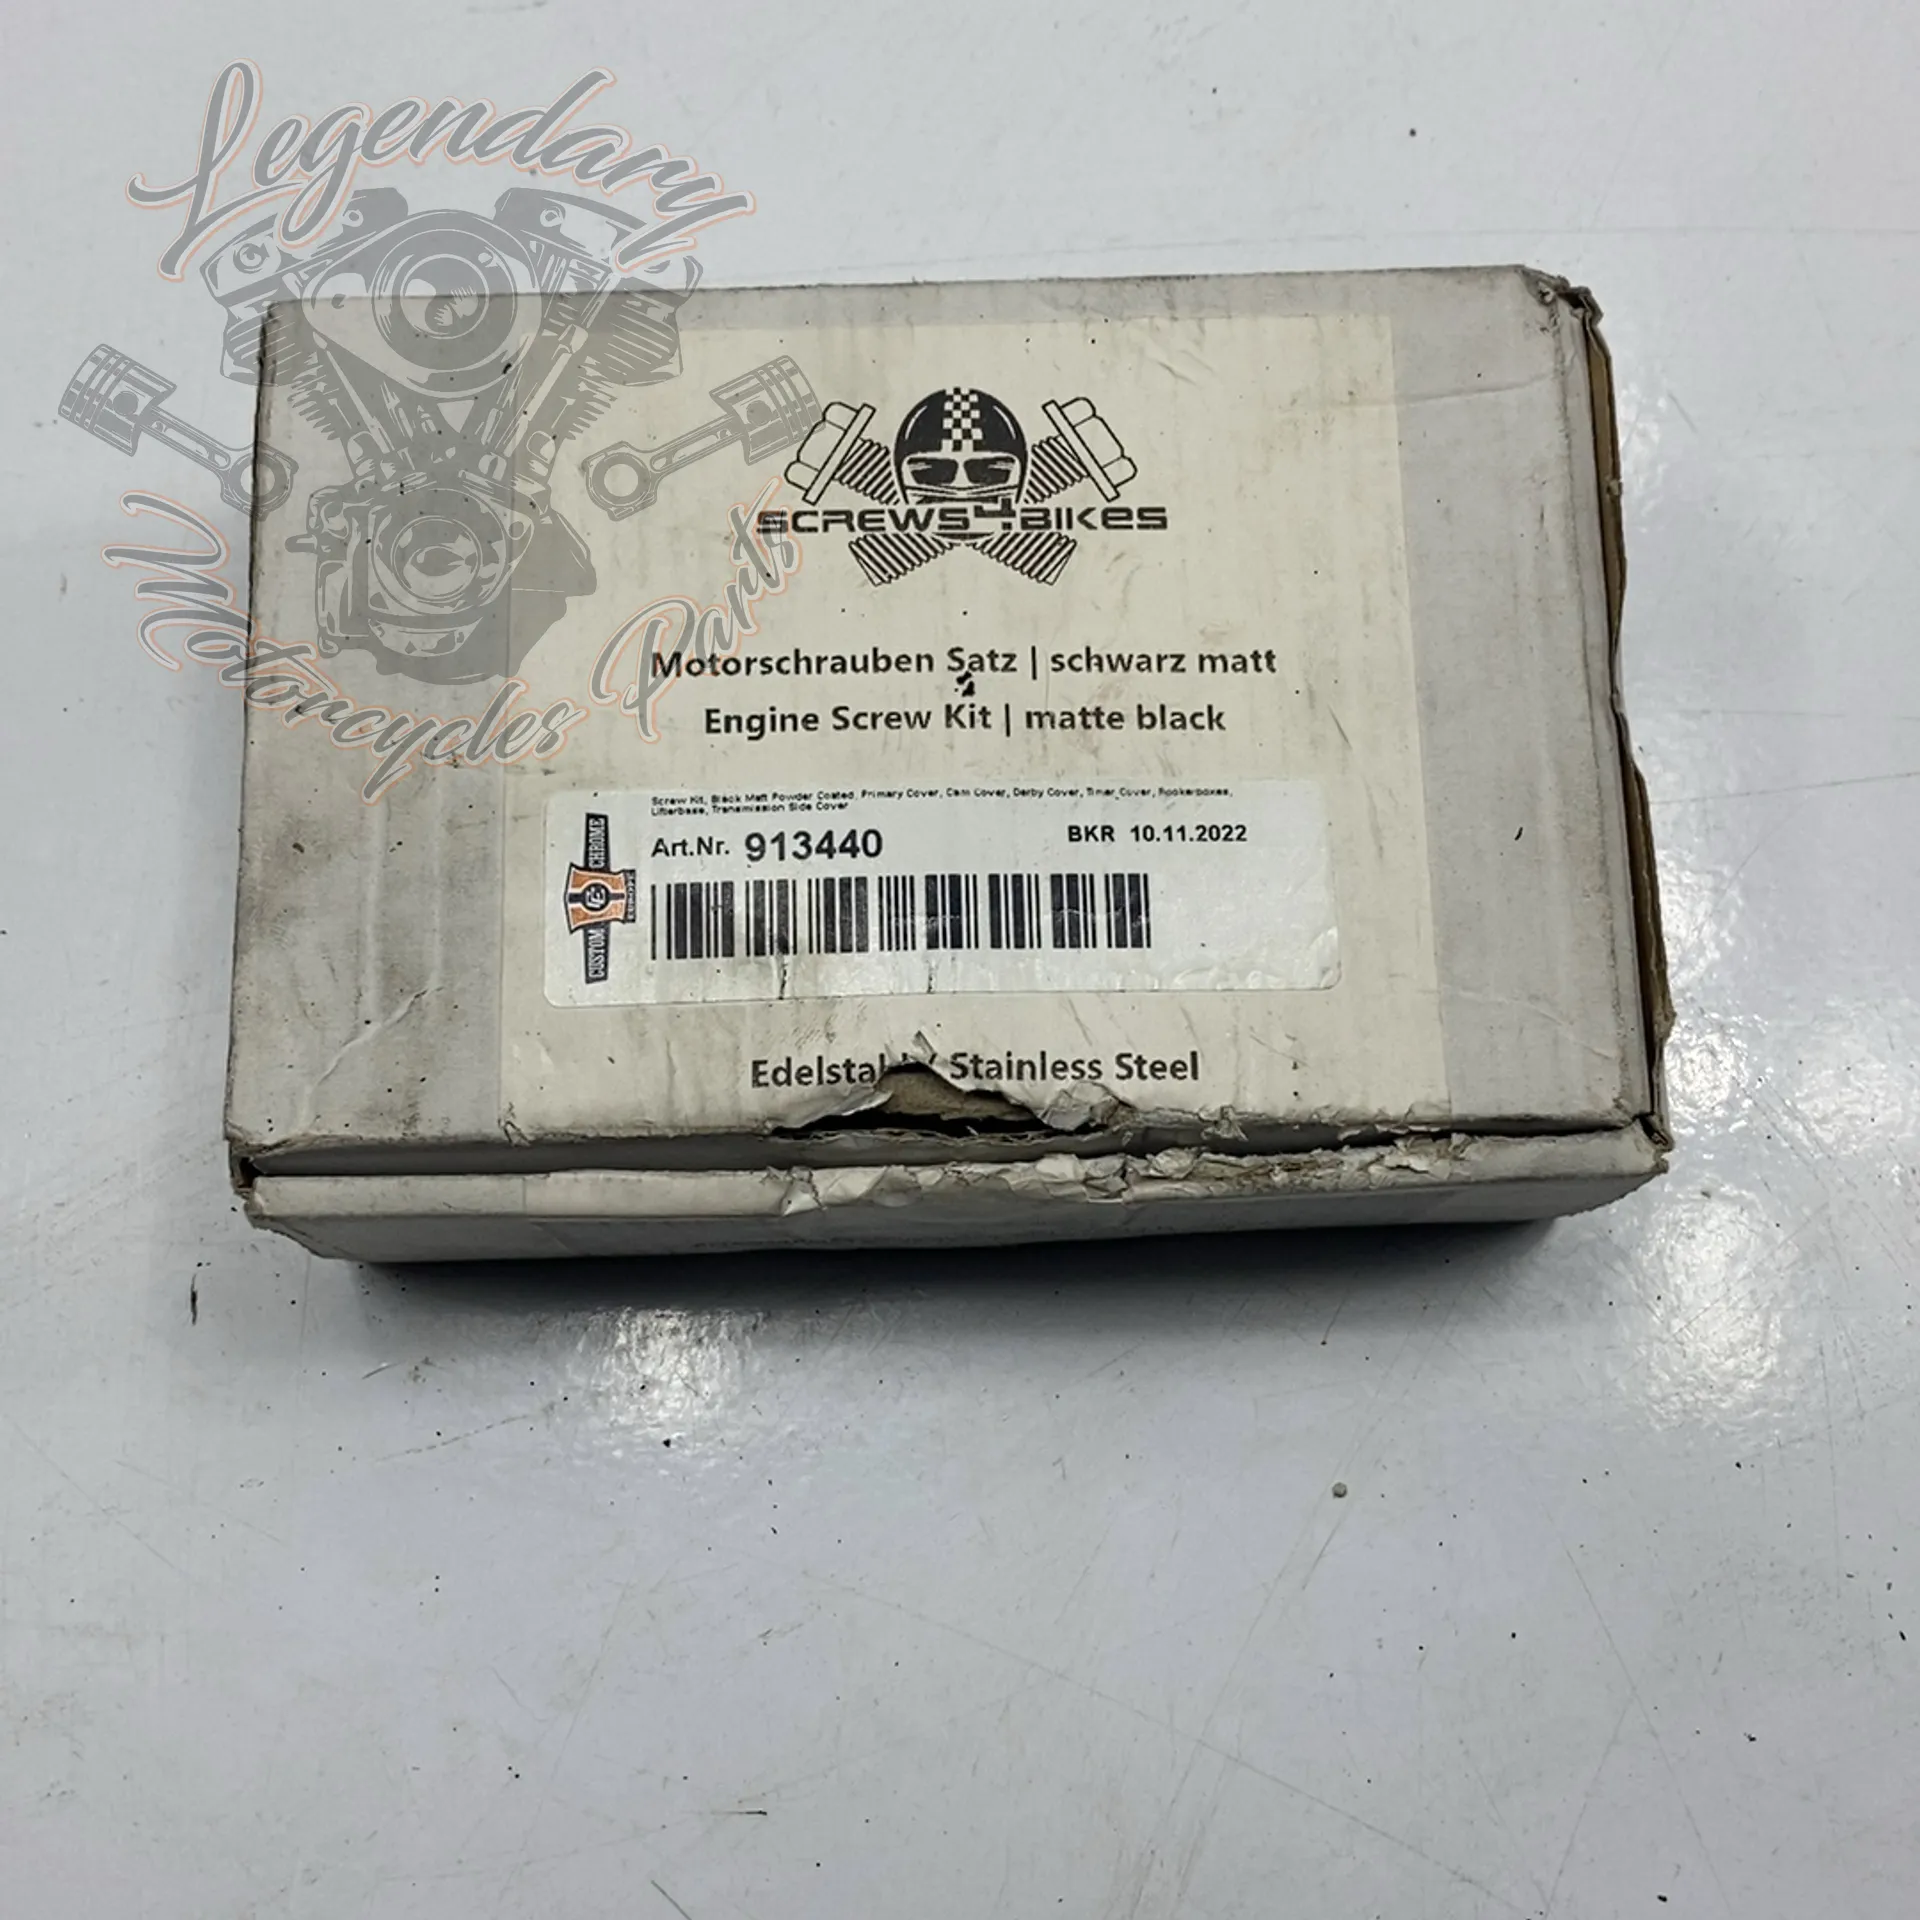 Legendary
Motorcycles Parts
SCREWS4BIKES
Motorschrauben Satz | schwarz matt
Engine Screw Kit | matte black
Screw Kit, Black Matt Powder Coated, Primary Cover, Cam Cover, Derby Cover, Timer Cover, Rockerboxes,
Lifterbase, Transmission Side Cover
Art.Nr. 913440
BKR 10.11.2022
CUSTOM CHROME
EUROPE
Edelstahl / Stainless Steel